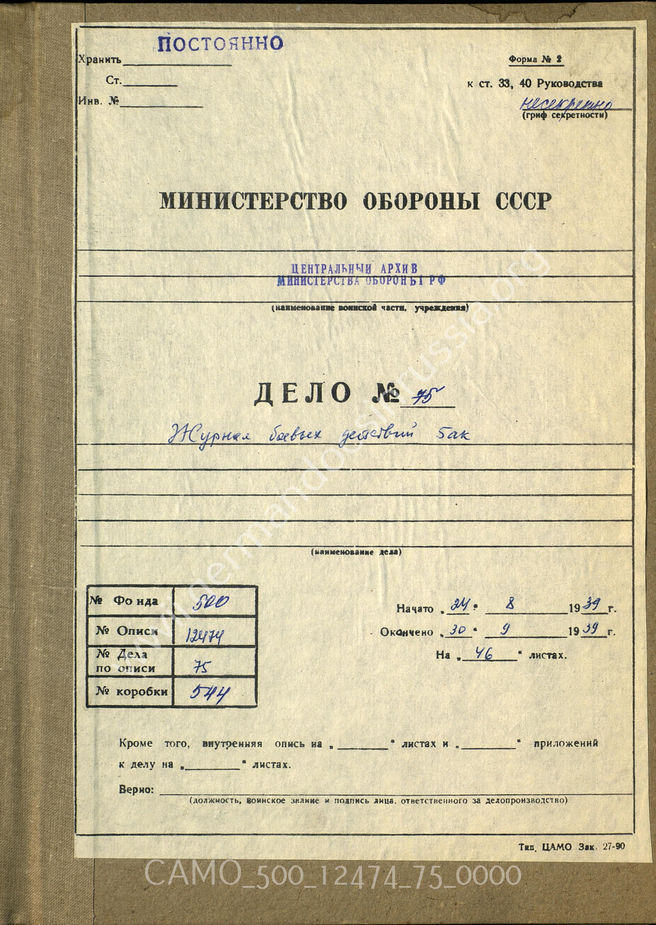 ПОСТОЯННО
Хранить
Форма № 2
Ст.
к ст. 33, 40 Руководства
Инв. №
несекретно
(гриф секретности)
МИНИСТЕРСТВО ОБОРОНЫ СССР
ЦЕНТРАЛЬНЫЙ АРХИВ
МИНИСТЕРСТВА ОБОРОНЫ РФ
(наименование воинской части, учреждения)
ДЕЛО № 75
Журнал боевых действий 5ак
(наименование дела)
№ Фонда 500
№ Описи 12474
№ Дела по описи 75
№ коробки 544
Начато „24" 8 1939 г.
Окончено „30" 9 1939 г.
На „46" листах.
Кроме того, внутренняя опись на „ " листах и „ " приложений
к делу на „ " листах.
Верно:
(должность, воинское звание и подпись лица, ответственного за делопроизводство)
Тип. ЦАМО Зак. 27-90
CAMO_500_12474_75_0000